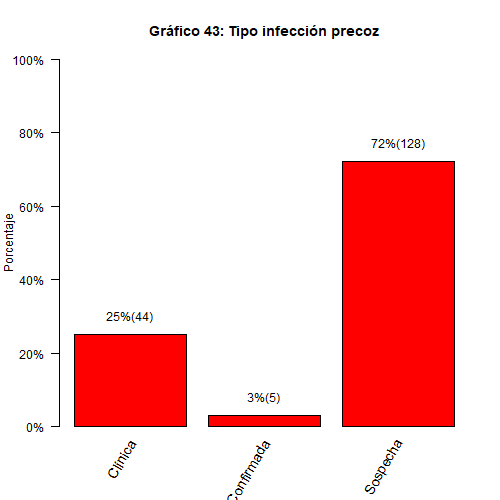 Gráfico 43: Tipo infección precoz
100%
80%
60%
40%
20%
0%
Porcentaje
25%(44)
3%(5)
72%(128)
Clinica
Confirmada
Sospecha